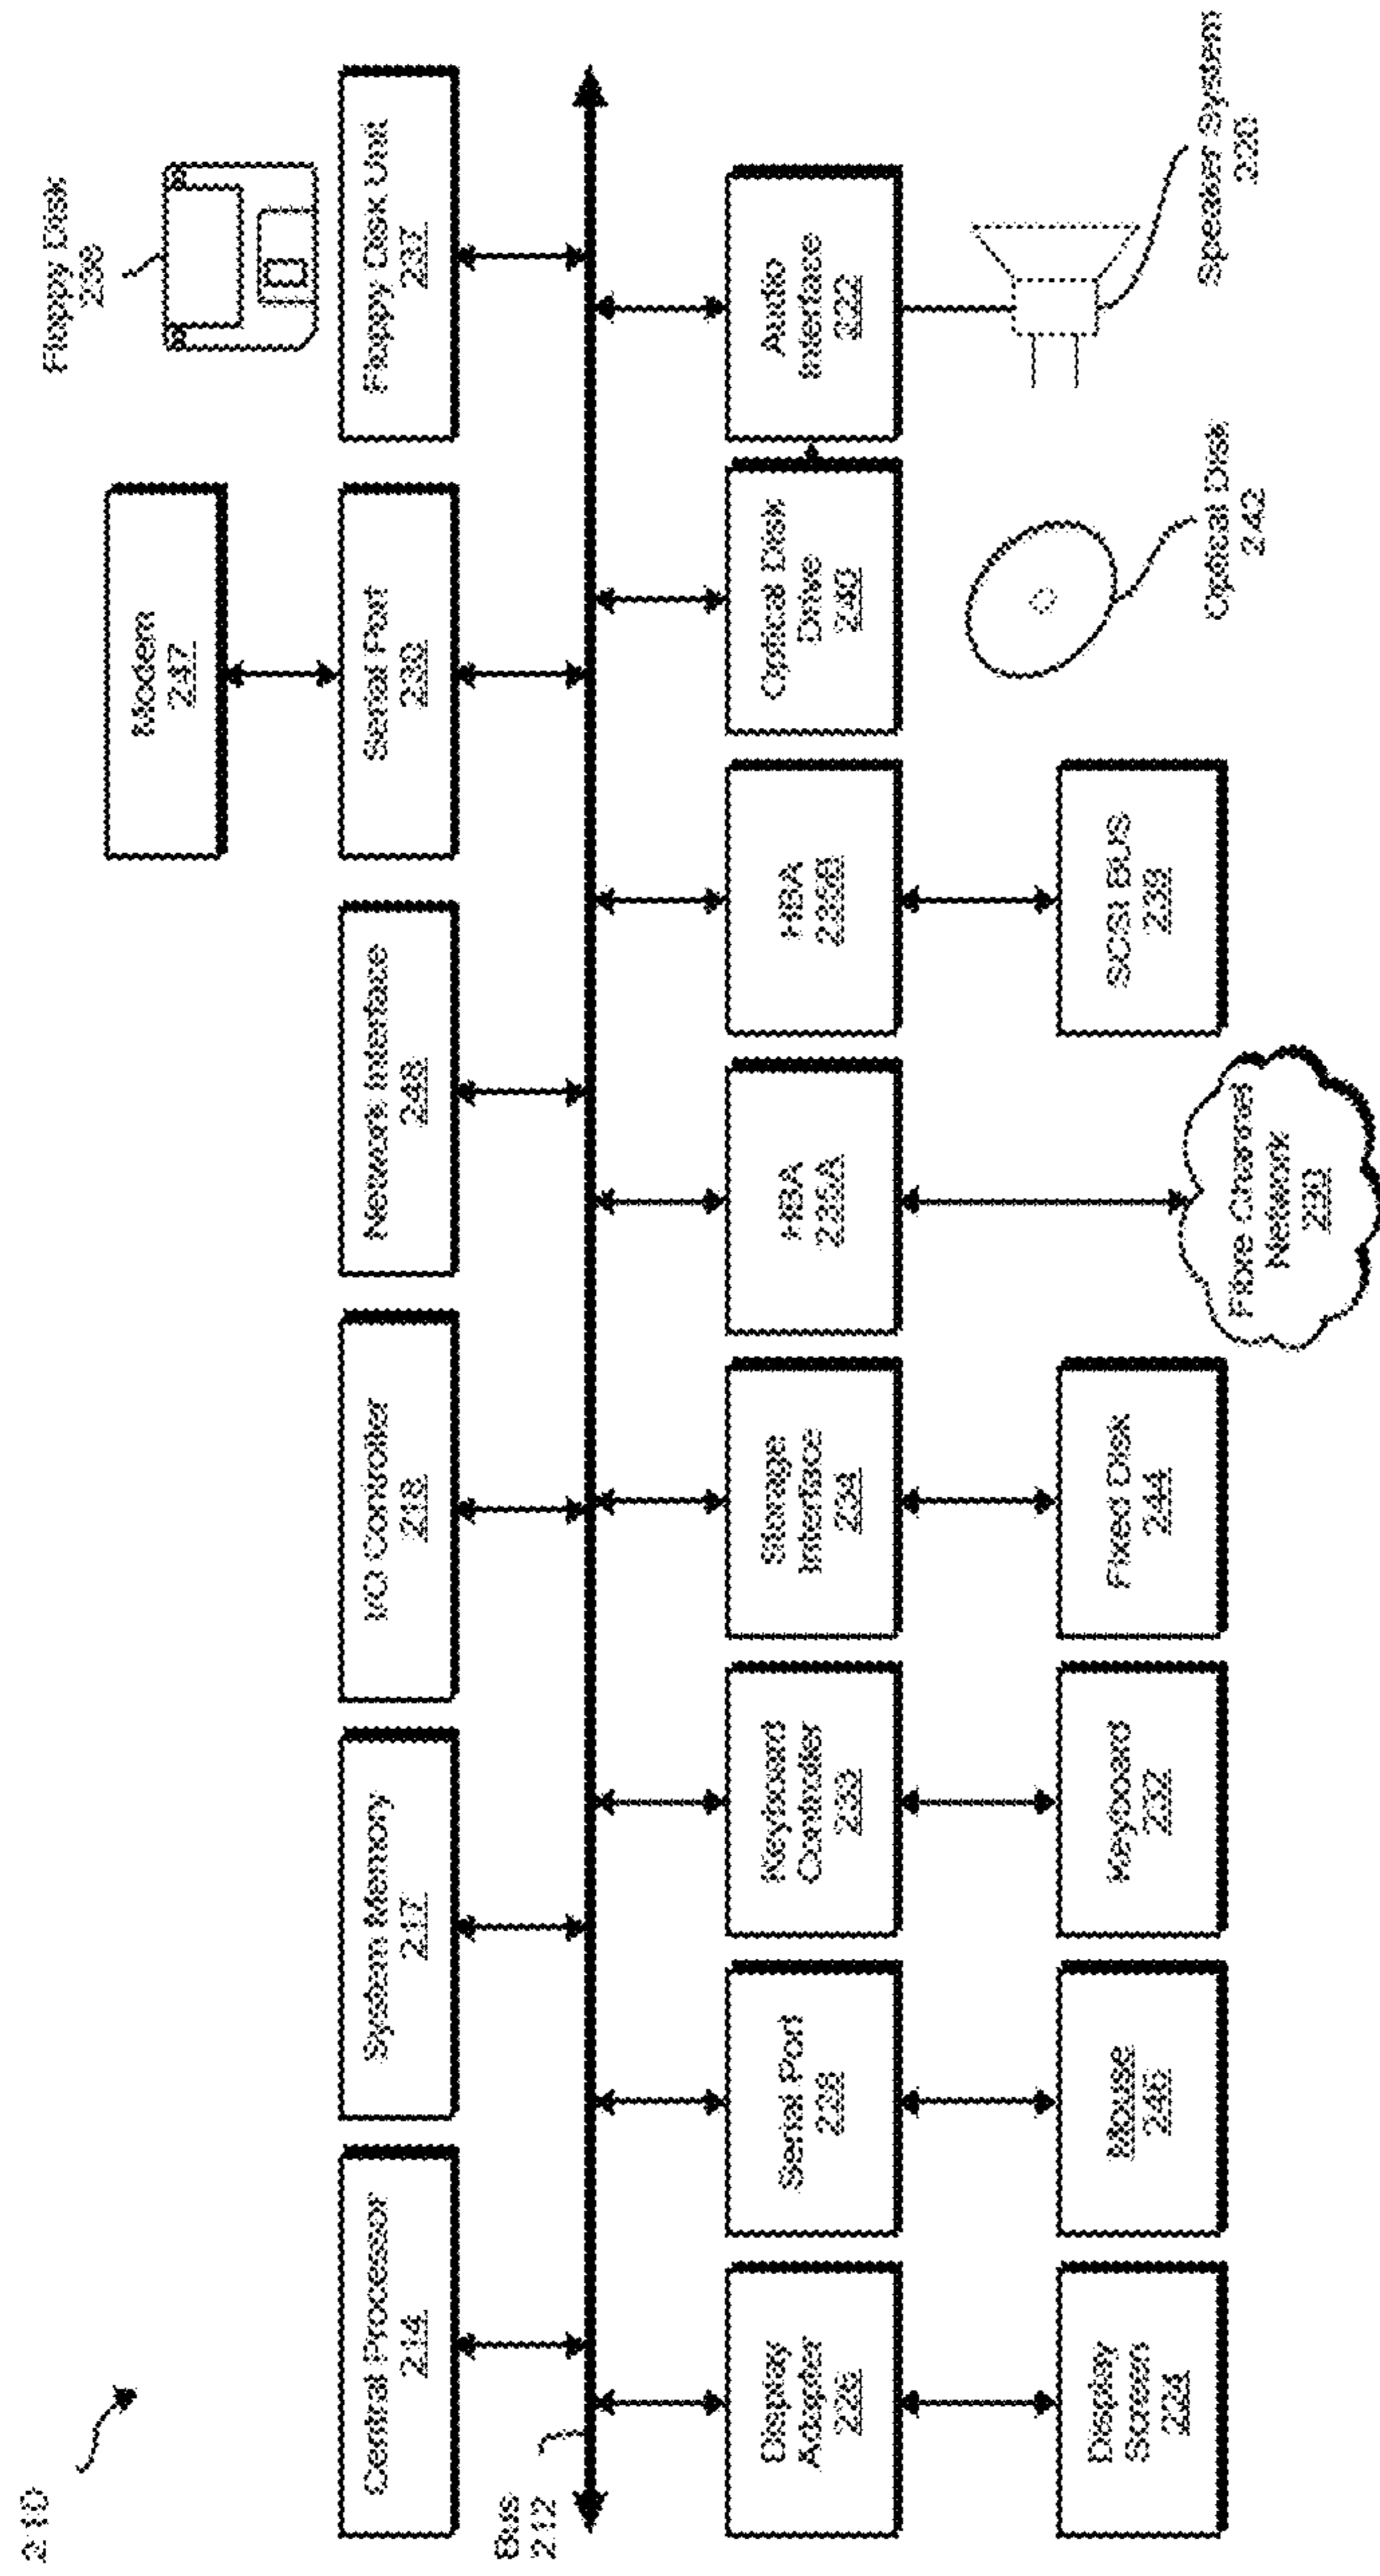 210
Modem
247
Floppy Disk
238
Central Processor
214
System Memory
217
I/O Controller
218
Network Interface
248
Serial Port
230
Floppy Disk Unit
237
Bus
212
Display
Adapter
226
Serial Port
228
Keyboard
Controller
233
Storage
Interface
234
HBA
235A
HBA
235B
Optical Disk
Drive
240
Audio
Interface
222
Display
Screen
224
Mouse
246
Keyboard
232
Fixed Disk
244
Fibre Channel
Network
290
SCSI BUS
239
Optical Disk
242
Speaker System
220